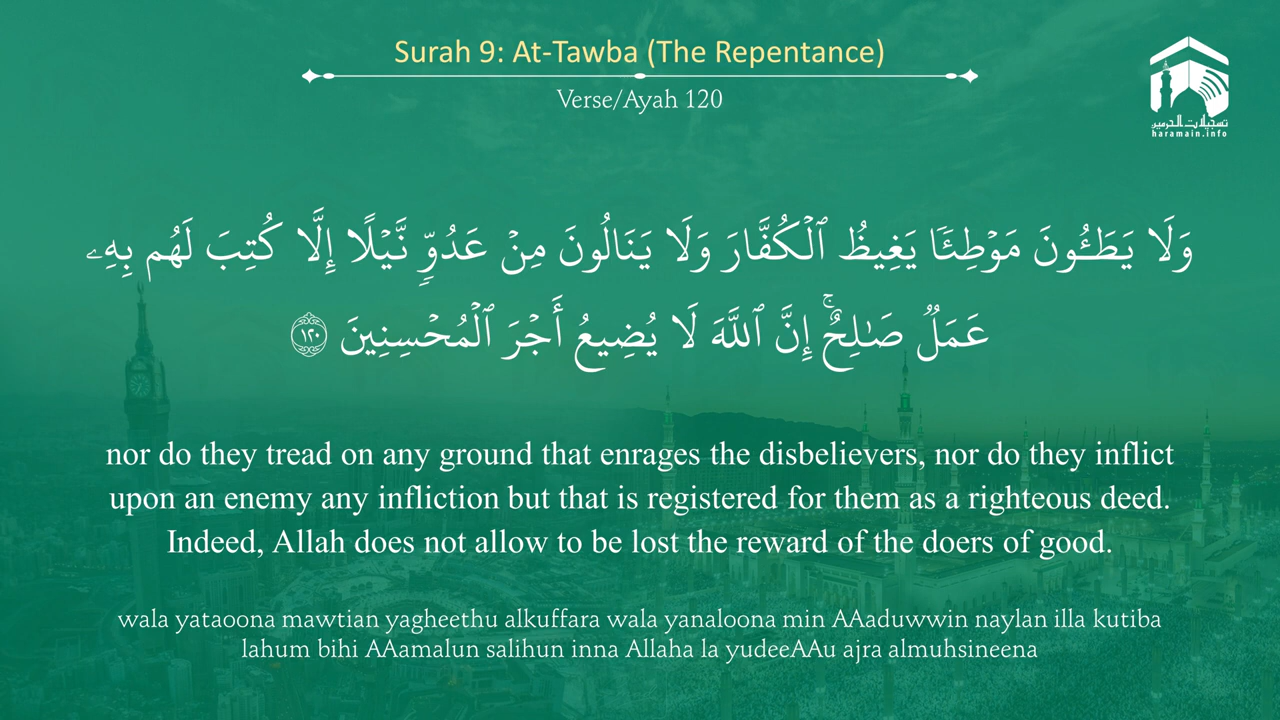 Surah 9: At-Tawba (The Repentance)
Verse/Ayah 120
تسجيلات الحرمين
haramain.info
وَلَا يَطَـُٔونَ مَوْطِئًۭا يَغِيظُ ٱلْكُفَّارَ وَلَا يَنَالُونَ مِنْ عَدُوٍّۢ نَّيْلًا إِلَّا كُتِبَ لَهُم بِهِۦ
عَمَلٌۭ صَـٰلِحٌ ۚ إِنَّ ٱللَّهَ لَا يُضِيعُ أَجْرَ ٱلْمُحْسِنِينَ ١٢٠
nor do they tread on any ground that enrages the disbelievers, nor do they inflict
upon an enemy any infliction but that is registered for them as a righteous deed.
Indeed, Allah does not allow to be lost the reward of the doers of good.
wala yataoona mawtian yagheethu alkuffara wala yanaloona min AAaduwwin naylan illa kutiba
lahum bihi AAamalun salihun inna Allaha la yudeeAAu ajra almuhsineena